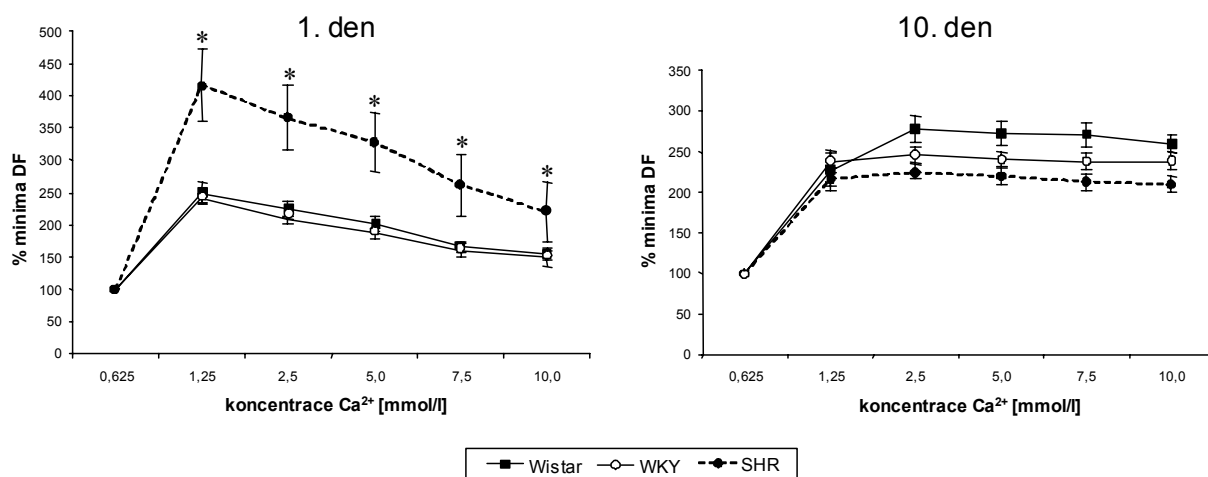 1. den
% minima DF
500
450
400
350
300
250
200
150
100
50
0
* * * * * *
0,625 1,25 2,5 5,0 7,5 10,0
koncentrace Ca²⁺ [mmol/l]
10. den
% minima DF
350
300
250
200
150
100
50
0
0,625 1,25 2,5 5,0 7,5 10,0
koncentrace Ca²⁺ [mmol/l]
Wistar WKY SHR